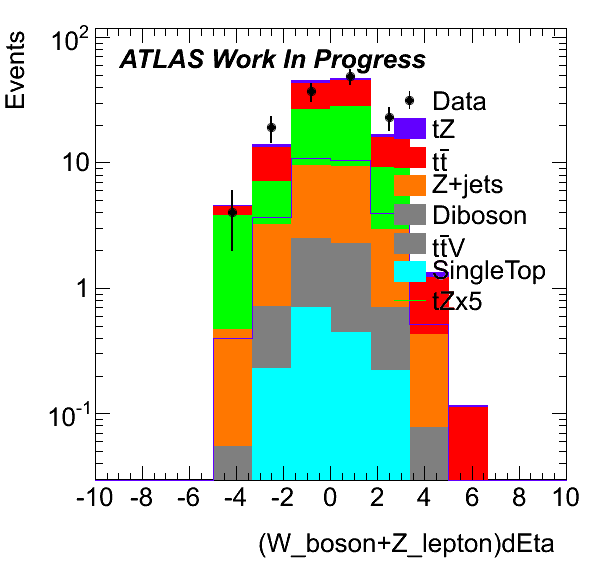 Events
10²
10
1
10⁻¹
ATLAS Work In Progress
Data
tZ
tt̄
Z+jets
Diboson
tt̄V
SingleTop
tZx5
-10 -8 -6 -4 -2 0 2 4 6 8 10
(W_boson+Z_lepton)dEta